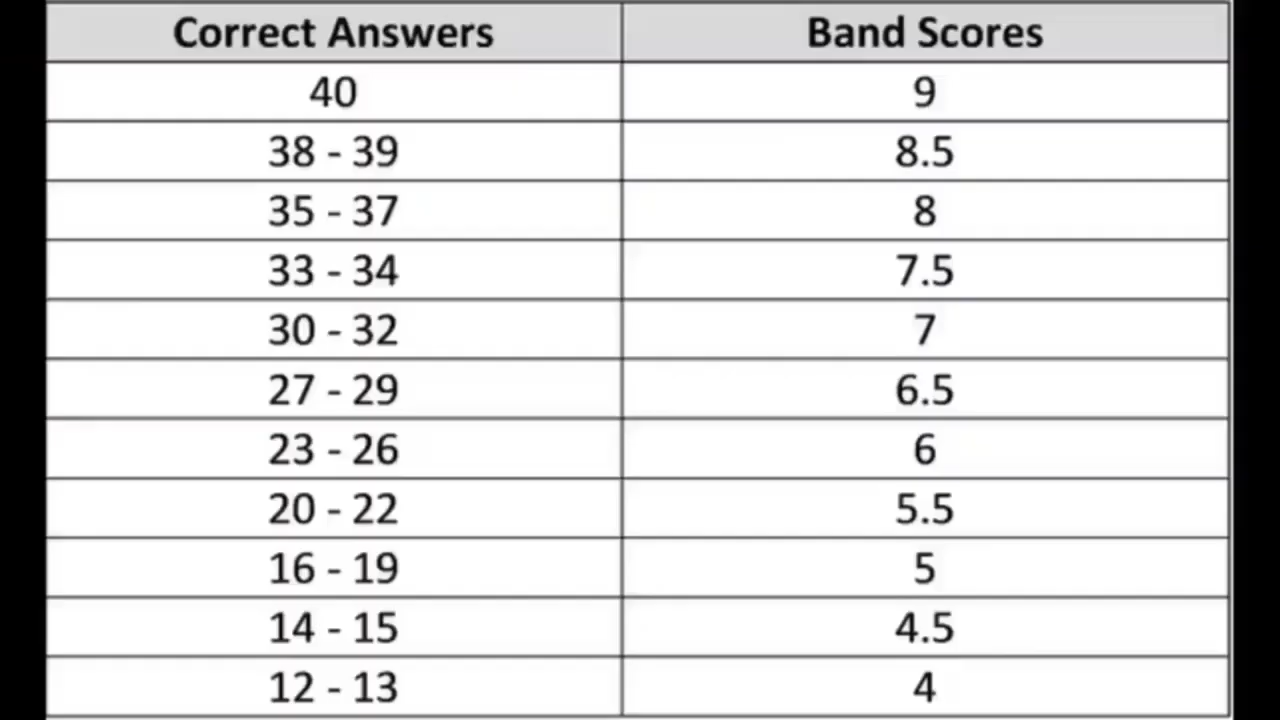 Correct Answers Band Scores
40 9
38 - 39 8.5
35 - 37 8
33 - 34 7.5
30 - 32 7
27 - 29 6.5
23 - 26 6
20 - 22 5.5
16 - 19 5
14 - 15 4.5
12 - 13 4